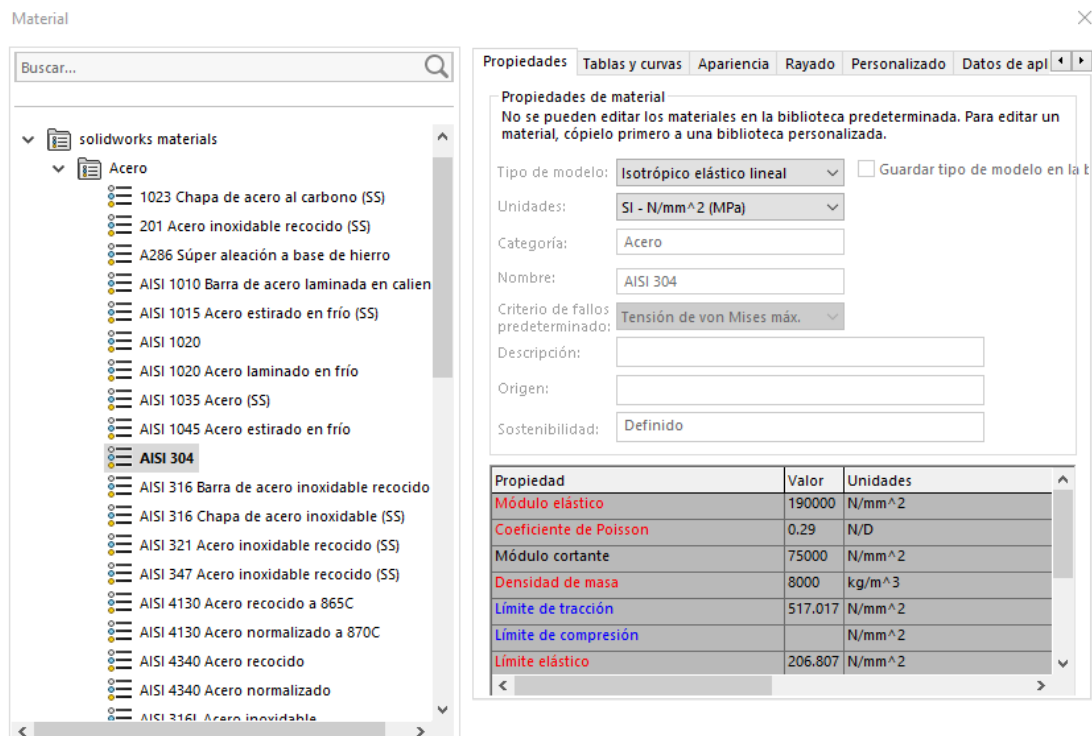 Material
Buscar...
solidworks materials
Acero
1023 Chapa de acero al carbono (SS)
201 Acero inoxidable recocido (SS)
A286 Súper aleación a base de hierro
AISI 1010 Barra de acero laminada en calien
AISI 1015 Acero estirado en frío (SS)
AISI 1020
AISI 1020 Acero laminado en frío
AISI 1035 Acero (SS)
AISI 1045 Acero estirado en frío
AISI 304
AISI 316 Barra de acero inoxidable recocido
AISI 316 Chapa de acero inoxidable (SS)
AISI 321 Acero inoxidable recocido (SS)
AISI 347 Acero inoxidable recocido (SS)
AISI 4130 Acero recocido a 865C
AISI 4130 Acero normalizado a 870C
AISI 4340 Acero recocido
AISI 4340 Acero normalizado
AISI 316L Acero inoxidable
Propiedades Tablas y curvas Apariencia Rayado Personalizado Datos de apl
Propiedades de material
No se pueden editar los materiales en la biblioteca predeterminada. Para editar un
material, cópielo primero a una biblioteca personalizada.
Tipo de modelo: Isotrópico elástico lineal Guardar tipo de modelo en la b
Unidades: SI - N/mm^2 (MPa)
Categoría: Acero
Nombre: AISI 304
Criterio de fallos
predeterminado: Tensión de von Mises máx.
Descripción:
Origen:
Sostenibilidad: Definido
Propiedad Valor Unidades
Módulo elástico 190000 N/mm^2
Coeficiente de Poisson 0.29 N/D
Módulo cortante 75000 N/mm^2
Densidad de masa 8000 kg/m^3
Límite de tracción 517.017 N/mm^2
Límite de compresión N/mm^2
Límite elástico 206.807 N/mm^2